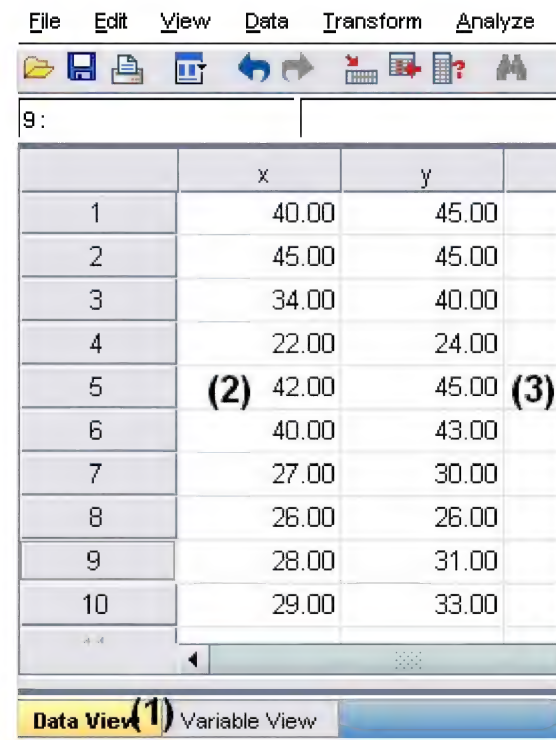 File Edit View Data Transform Analyze
9:
x y
1 40.00 45.00
2 45.00 45.00
3 34.00 40.00
4 22.00 24.00
5 (2) 42.00 45.00 (3)
6 40.00 43.00
7 27.00 30.00
8 26.00 26.00
9 28.00 31.00
10 29.00 33.00
Data View (1) Variable View